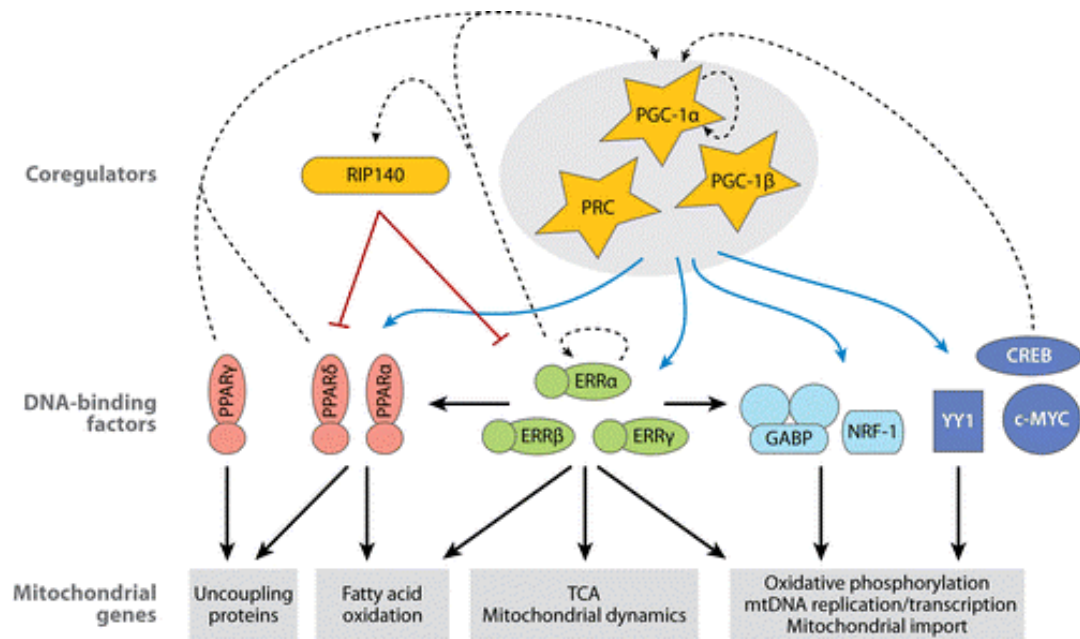 PGC-1α
RIP140
Coregulators
PGC-1β
PRC
CREB
PPARγ
PPARδ
PPARα
ERRα
DNA-binding
factors
YY1
c-MYC
GABP
NRF-1
ERRβ
ERRγ
Mitochondrial
genes
Uncoupling
proteins
Fatty acid
oxidation
TCA
Mitochondrial dynamics
Oxidative phosphorylation
mtDNA replication/transcription
Mitochondrial import